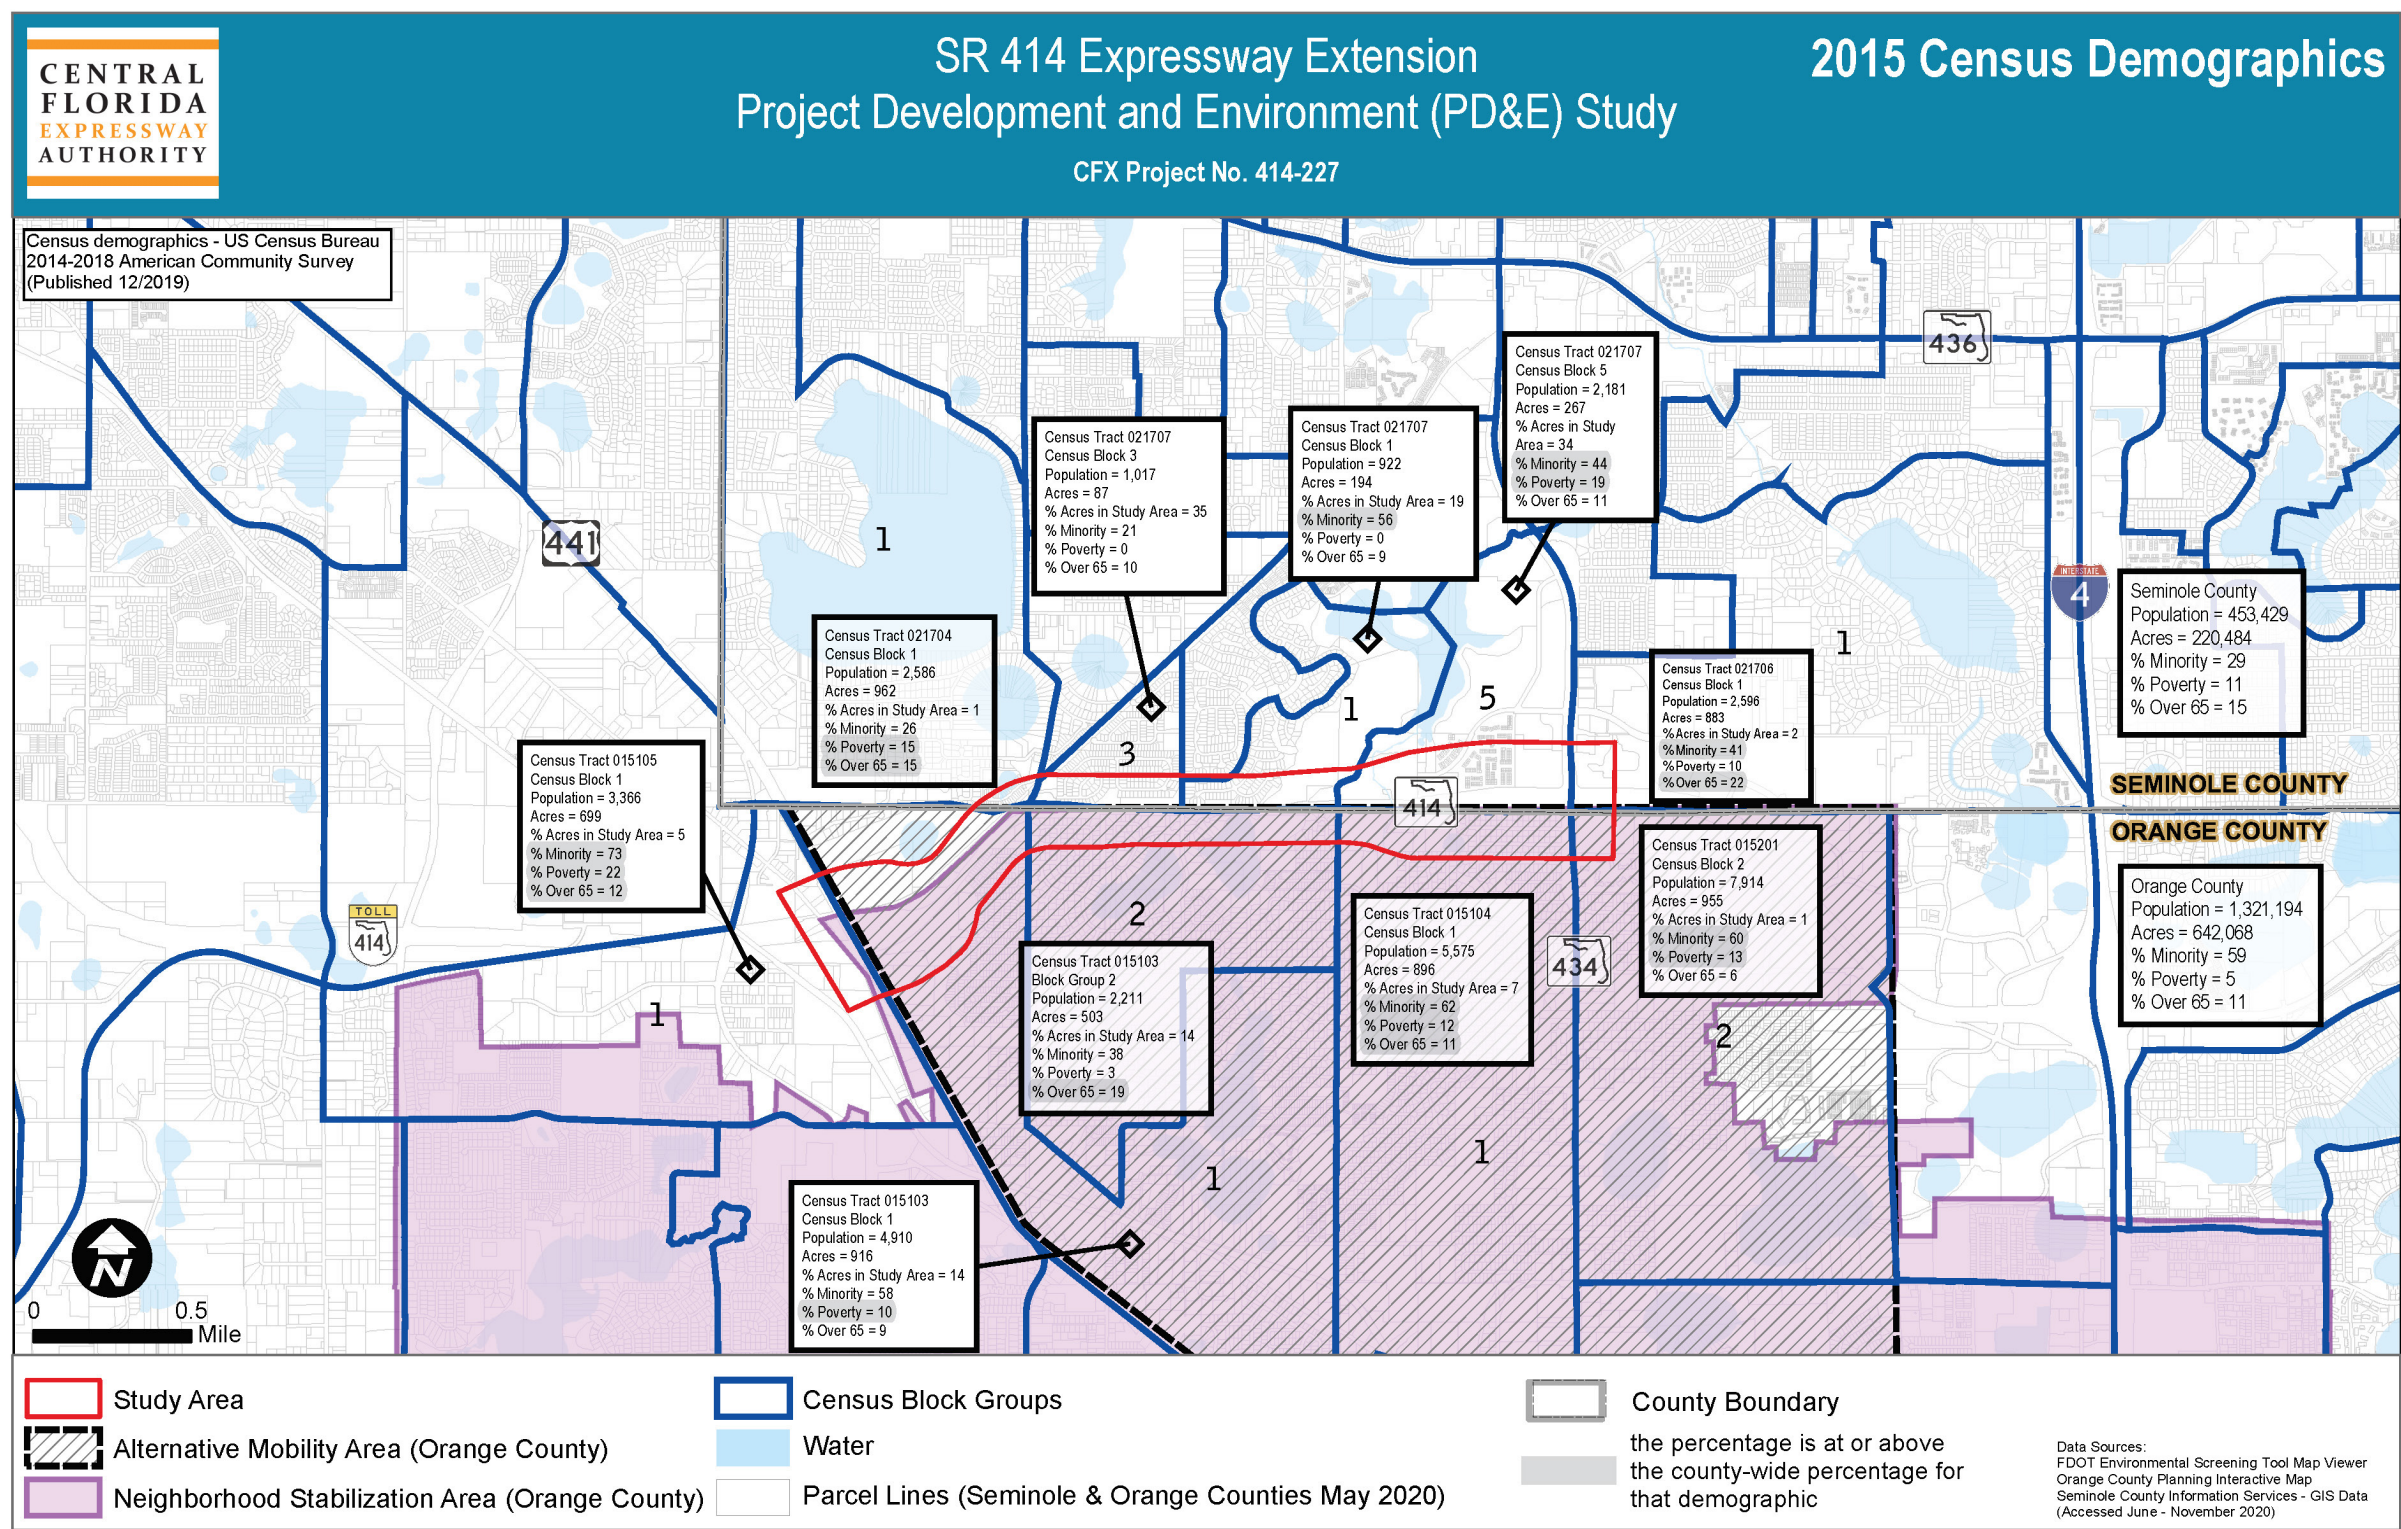 CENTRAL
FLORIDA
EXPRESSWAY
AUTHORITY
SR 414 Expressway Extension
Project Development and Environment (PD&E) Study
CFX Project No. 414-227
2015 Census Demographics
Census demographics - US Census Bureau
2014-2018 American Community Survey
(Published 12/2019)
436
Census Tract 021707
Census Block 5
Population = 2,181
Acres = 267
% Acres in Study
Area = 34
% Minority = 44
% Poverty = 19
% Over 65 = 11
Census Tract 021707
Census Block 3
Population = 1,017
Acres = 87
% Acres in Study Area = 35
% Minority = 21
% Poverty = 0
% Over 65 = 10
Census Tract 021707
Census Block 1
Population = 922
Acres = 194
% Acres in Study Area = 19
% Minority = 56
% Poverty = 0
% Over 65 = 9
441
1
INTERSTATE
4
Seminole County
Population = 453,429
Acres = 220,484
% Minority = 29
% Poverty = 11
% Over 65 = 15
Census Tract 021704
Census Block 1
Population = 2,586
Acres = 962
% Acres in Study Area = 1
% Minority = 26
% Poverty = 15
% Over 65 = 15
1
Census Tract 021706
Census Block 1
Population = 2,596
Acres = 883
% Acres in Study Area = 2
% Minority = 41
% Poverty = 10
% Over 65 = 22
5
1
3
Census Tract 015105
Census Block 1
Population = 3,366
Acres = 699
% Acres in Study Area = 5
% Minority = 73
% Poverty = 22
% Over 65 = 12
SEMINOLE COUNTY
414
ORANGE COUNTY
Census Tract 015201
Census Block 2
Population = 7,914
Acres = 955
% Acres in Study Area = 1
% Minority = 60
% Poverty = 13
% Over 65 = 6
Orange County
Population = 1,321,194
Acres = 642,068
% Minority = 59
% Poverty = 5
% Over 65 = 11
TOLL
414
2
Census Tract 015104
Census Block 1
Population = 5,575
Acres = 896
% Acres in Study Area = 7
% Minority = 62
% Poverty = 12
% Over 65 = 11
434
Census Tract 015103
Block Group 2
Population = 2,211
Acres = 503
% Acres in Study Area = 14
% Minority = 38
% Poverty = 3
% Over 65 = 19
1
2
1
1
Census Tract 015103
Census Block 1
Population = 4,910
Acres = 916
% Acres in Study Area = 14
% Minority = 58
% Poverty = 10
% Over 65 = 9
N
0 0.5
Mile
Study Area
Alternative Mobility Area (Orange County)
Neighborhood Stabilization Area (Orange County)
Census Block Groups
Water
Parcel Lines (Seminole & Orange Counties May 2020)
County Boundary
the percentage is at or above
the county-wide percentage for
that demographic
Data Sources:
FDOT Environmental Screening Tool Map Viewer
Orange County Planning Interactive Map
Seminole County Information Services - GIS Data
(Accessed June - November 2020)